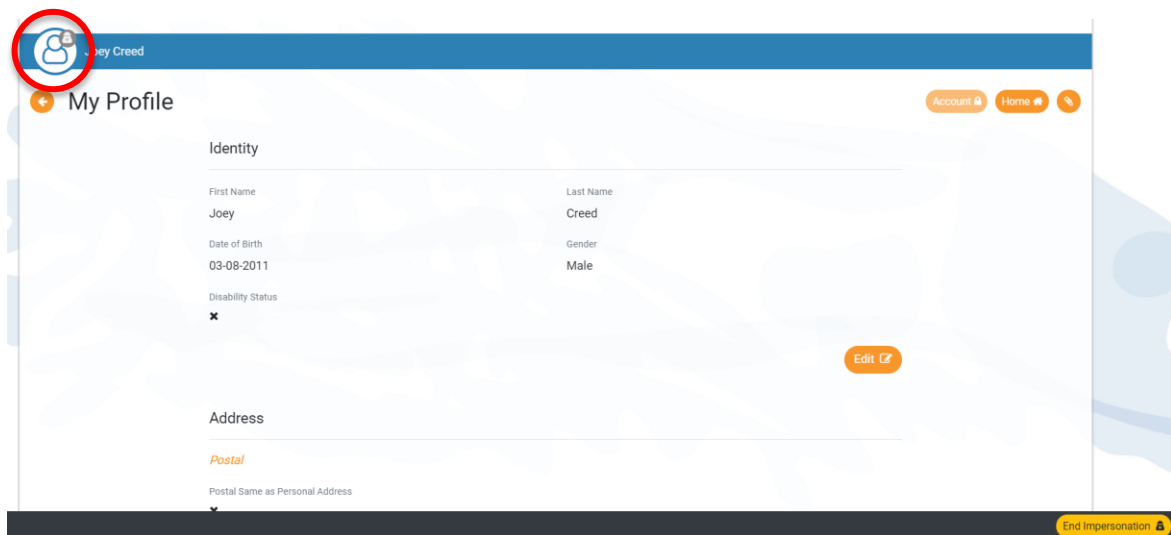 Joey Creed
My Profile
Account
Home
Identity
First Name
Last Name
Joey
Creed
Date of Birth
Gender
03-08-2011
Male
Disability Status
Edit
Address
Postal
Postal Same as Personal Address
End Impersonation